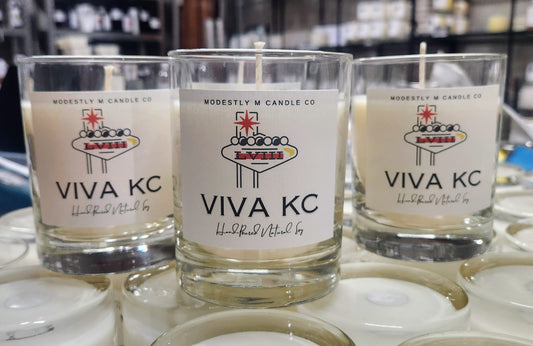 MODESTLY M CANDLE CO
LVIII
VIVA KC
Hand-Poured Natural Soy
MODESTLY M CANDLE CO
LVIII
VIVA KC
Hand-Poured Natural Soy
MODESTLY M CANDLE CO
LVIII
VIVA KC
Hand-Poured Natural Soy